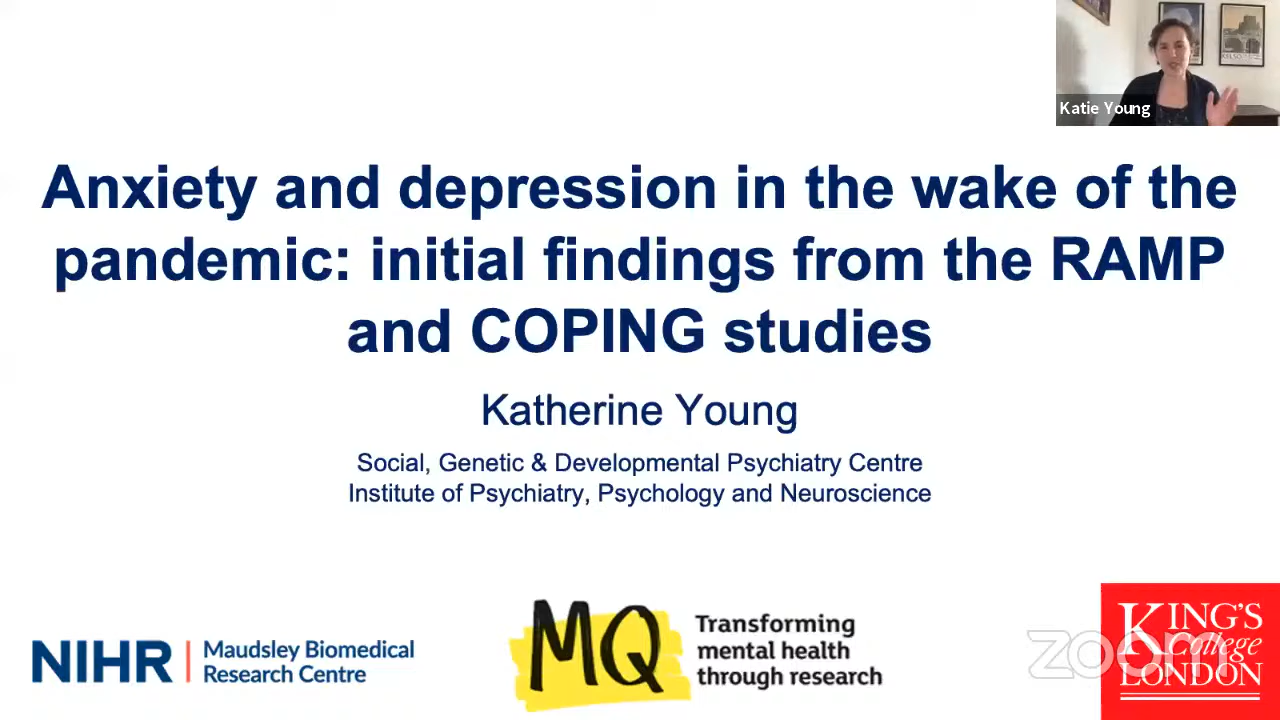 KELSO
Katie Young
Anxiety and depression in the wake of the
pandemic: initial findings from the RAMP
and COPING studies
Katherine Young
Social, Genetic & Developmental Psychiatry Centre
Institute of Psychiatry, Psychology and Neuroscience
NIHR
Maudsley Biomedical
Research Centre
MQ
Transforming
mental health
through research
KING'S
College
LONDON
zoom